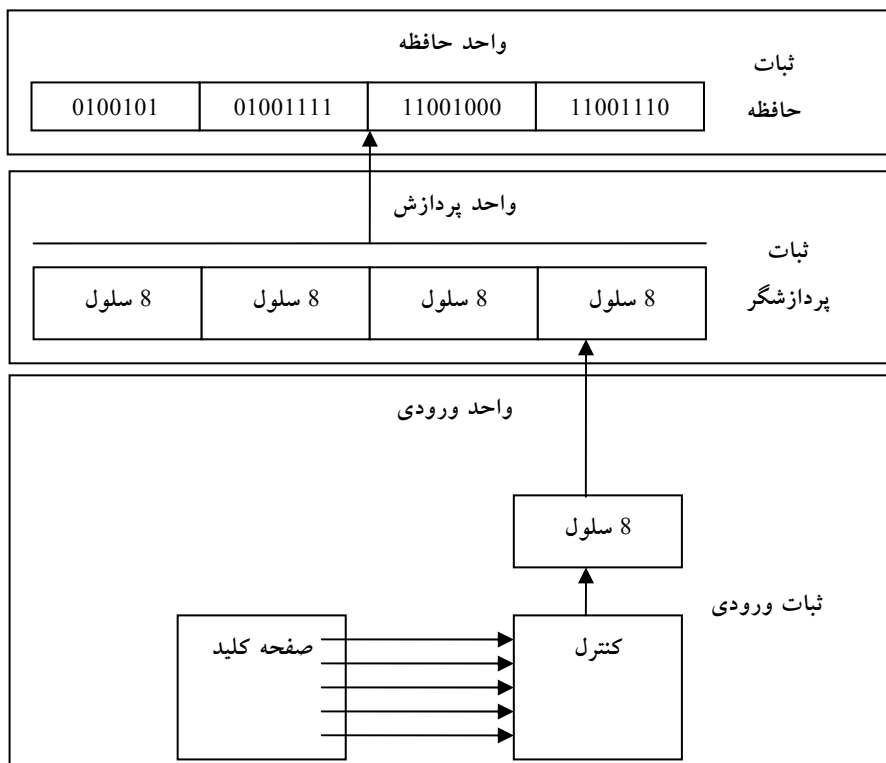 واحد حافظه
ثبات
حافظه
0100101 01001111 11001000 11001110
واحد پردازش
ثبات
پردازشگر
8 سلول 8 سلول 8 سلول 8 سلول
واحد ورودی
8 سلول
ثبات ورودی
کنترل
صفحه کلید